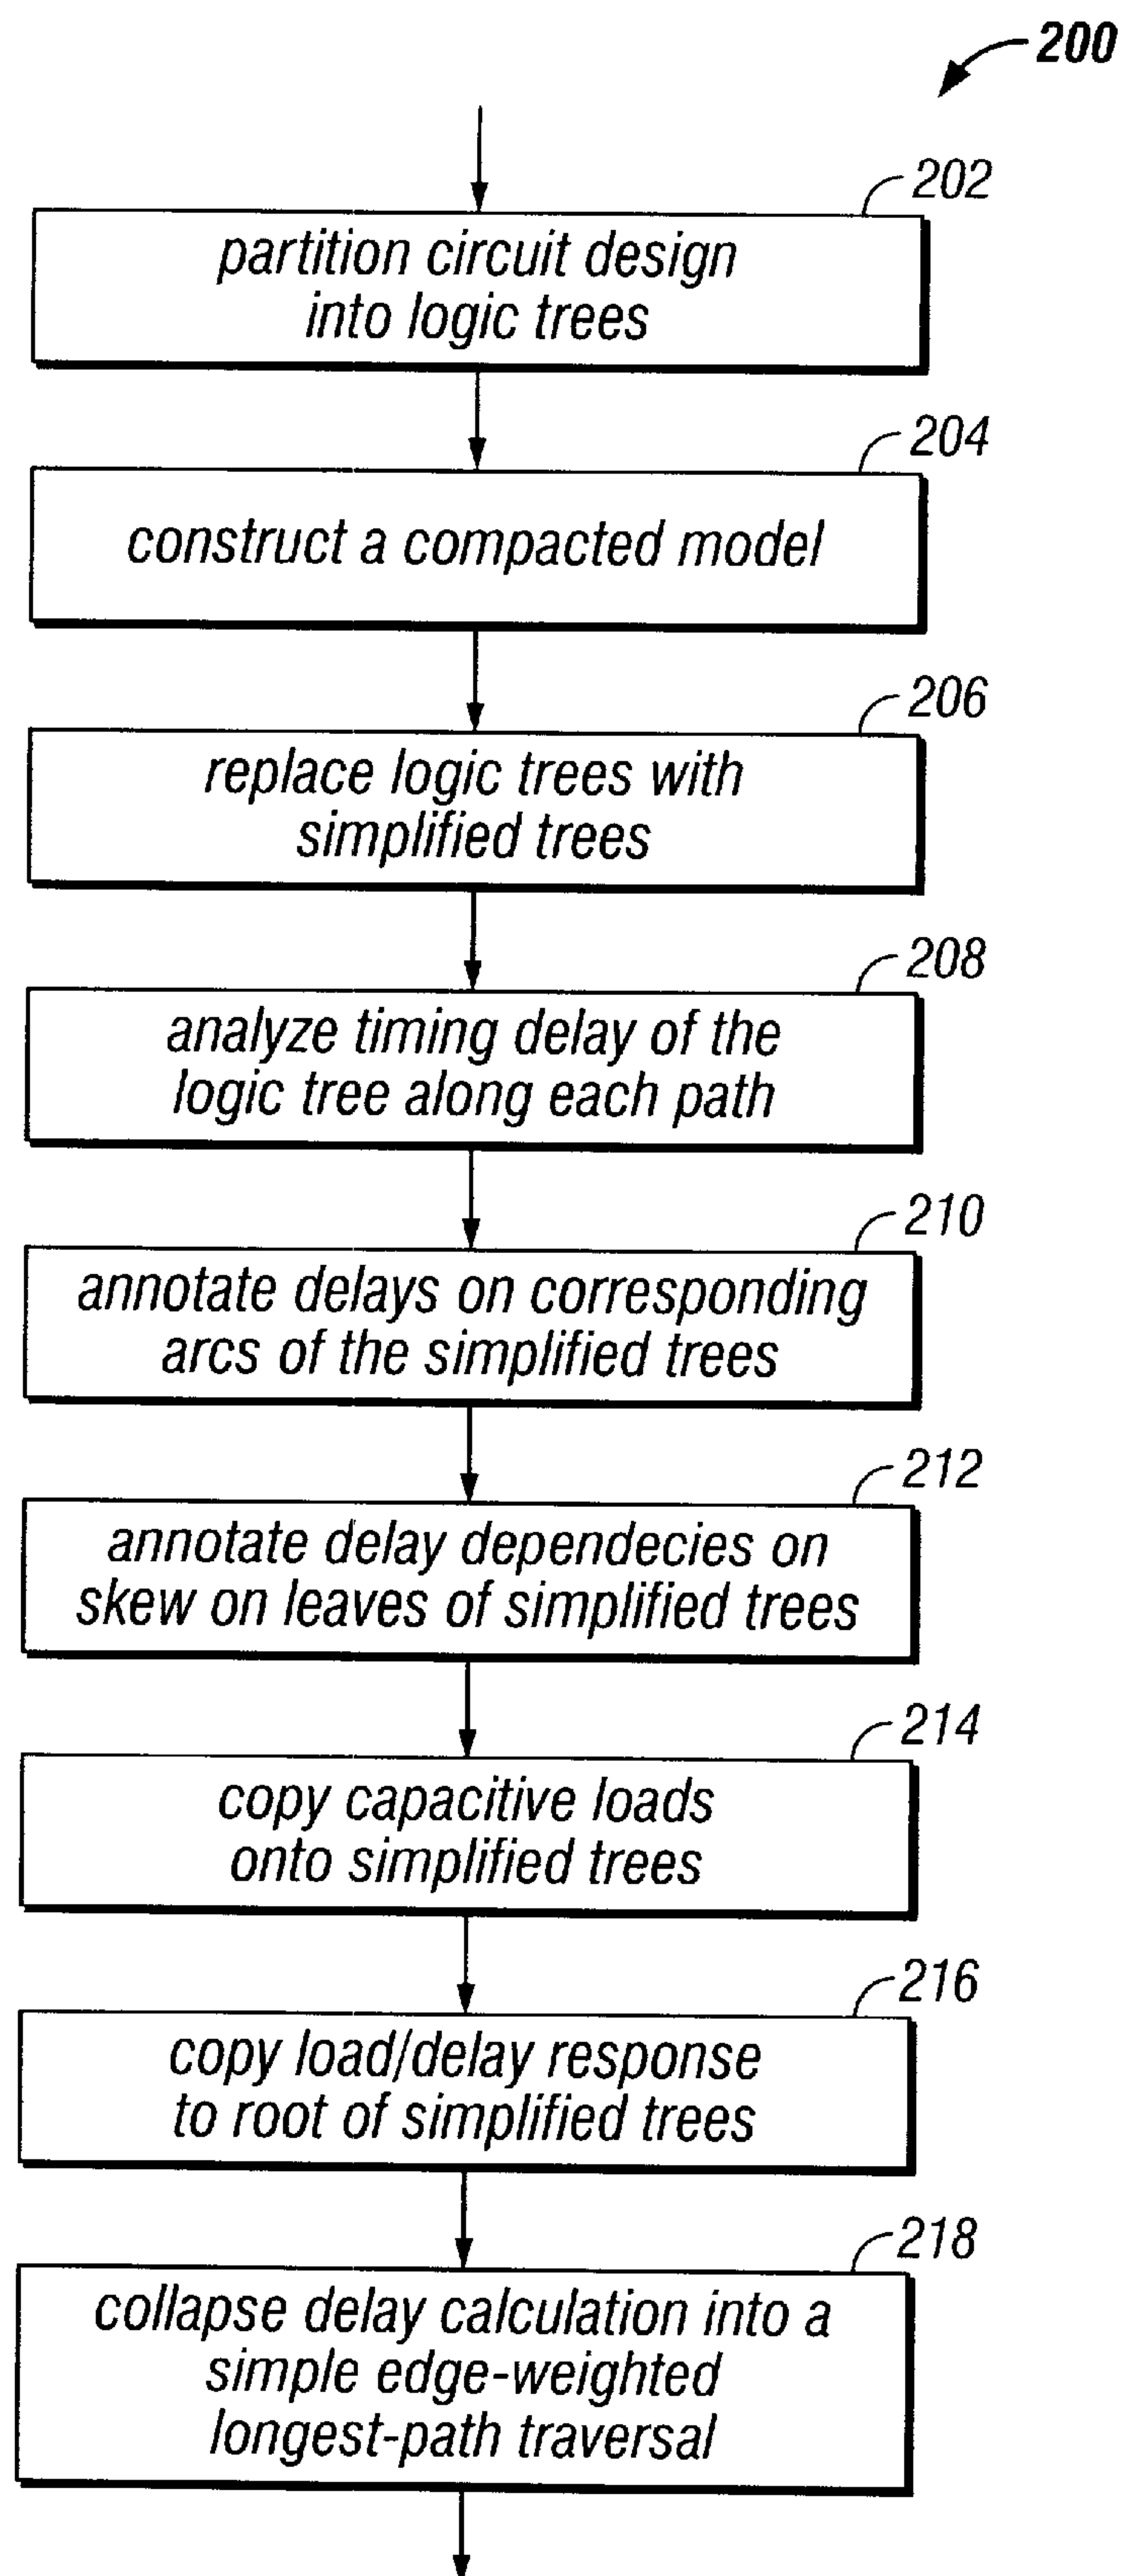 200
202
partition circuit design
into logic trees
204
construct a compacted model
206
replace logic trees with
simplified trees
208
analyze timing delay of the
logic tree along each path
210
annotate delays on corresponding
arcs of the simplified trees
212
annotate delay dependecies on
skew on leaves of simplified trees
214
copy capacitive loads
onto simplified trees
216
copy load/delay response
to root of simplified trees
218
collapse delay calculation into a
simple edge-weighted
longest-path traversal